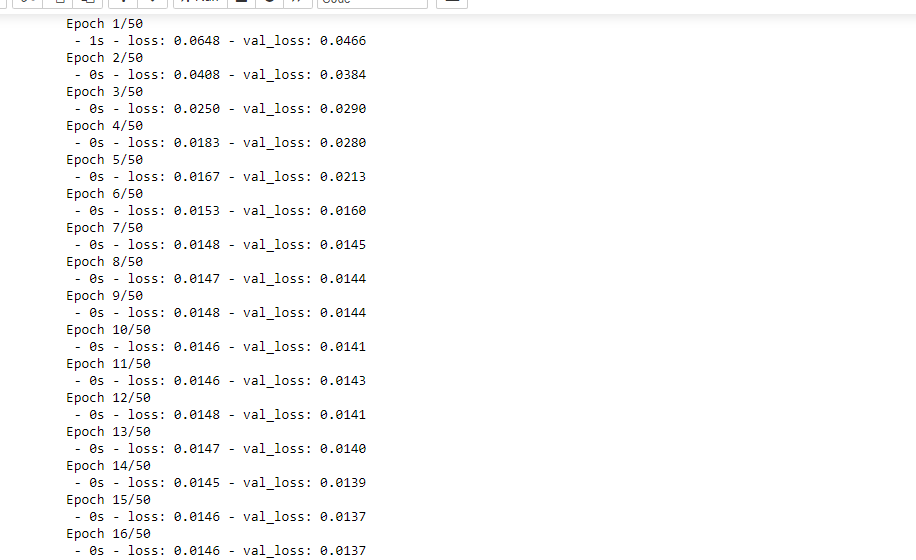 Epoch 1/50
 - 1s - loss: 0.0648 - val_loss: 0.0466
Epoch 2/50
 - 0s - loss: 0.0408 - val_loss: 0.0384
Epoch 3/50
 - 0s - loss: 0.0250 - val_loss: 0.0290
Epoch 4/50
 - 0s - loss: 0.0183 - val_loss: 0.0280
Epoch 5/50
 - 0s - loss: 0.0167 - val_loss: 0.0213
Epoch 6/50
 - 0s - loss: 0.0153 - val_loss: 0.0160
Epoch 7/50
 - 0s - loss: 0.0148 - val_loss: 0.0145
Epoch 8/50
 - 0s - loss: 0.0147 - val_loss: 0.0144
Epoch 9/50
 - 0s - loss: 0.0148 - val_loss: 0.0144
Epoch 10/50
 - 0s - loss: 0.0146 - val_loss: 0.0141
Epoch 11/50
 - 0s - loss: 0.0146 - val_loss: 0.0143
Epoch 12/50
 - 0s - loss: 0.0148 - val_loss: 0.0141
Epoch 13/50
 - 0s - loss: 0.0147 - val_loss: 0.0140
Epoch 14/50
 - 0s - loss: 0.0145 - val_loss: 0.0139
Epoch 15/50
 - 0s - loss: 0.0146 - val_loss: 0.0137
Epoch 16/50
 - 0s - loss: 0.0146 - val_loss: 0.0137